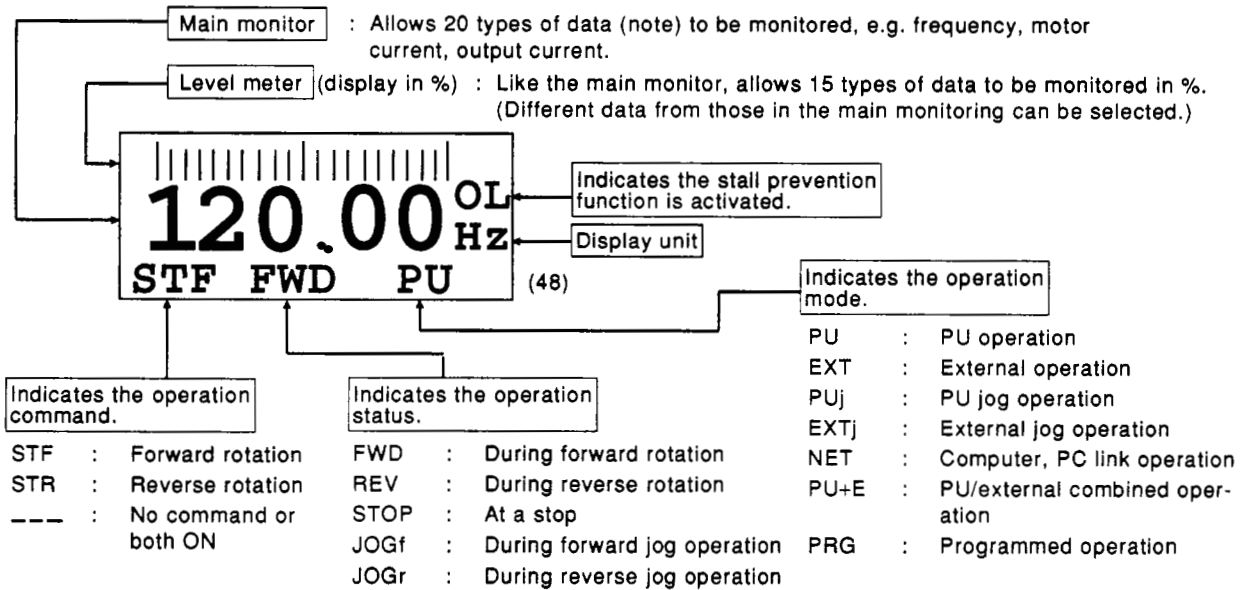 Main monitor : Allows 20 types of data (note) to be monitored, e.g. frequency, motor
current, output current.
Level meter (display in %) : Like the main monitor, allows 15 types of data to be monitored in %.
(Different data from those in the main monitoring can be selected.)
120.00 OL
Hz
STF FWD PU
(48)
Indicates the stall prevention
function is activated.
Display unit
Indicates the operation
mode.
PU : PU operation
EXT : External operation
PUj : PU jog operation
EXTj : External jog operation
NET : Computer, PC link operation
PU+E : PU/external combined oper-
ation
PRG : Programmed operation
Indicates the operation
command.
STF : Forward rotation
STR : Reverse rotation
--- : No command or
both ON
Indicates the operation
status.
FWD : During forward rotation
REV : During reverse rotation
STOP : At a stop
JOGf : During forward jog operation
JOGr : During reverse jog operation